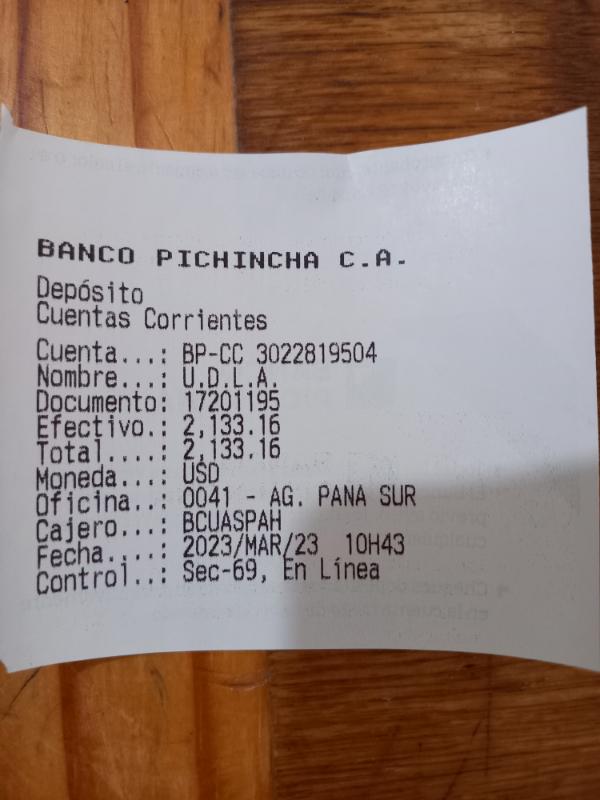 BANCO PICHINCHA C.A.
Depósito
Cuentas Corrientes
Cuenta...: BP-CC 3022819504
Nombre...: U.D.L.A.
Documento: 17201195
Efectivo.: 2,133.16
Total....: 2,133.16
Moneda...: USD
Oficina..: 0041 - AG. PANA SUR
Cajero...: BCUASPAH
Fecha....: 2023/MAR/23 10H43
Control..: Sec-69, En Línea